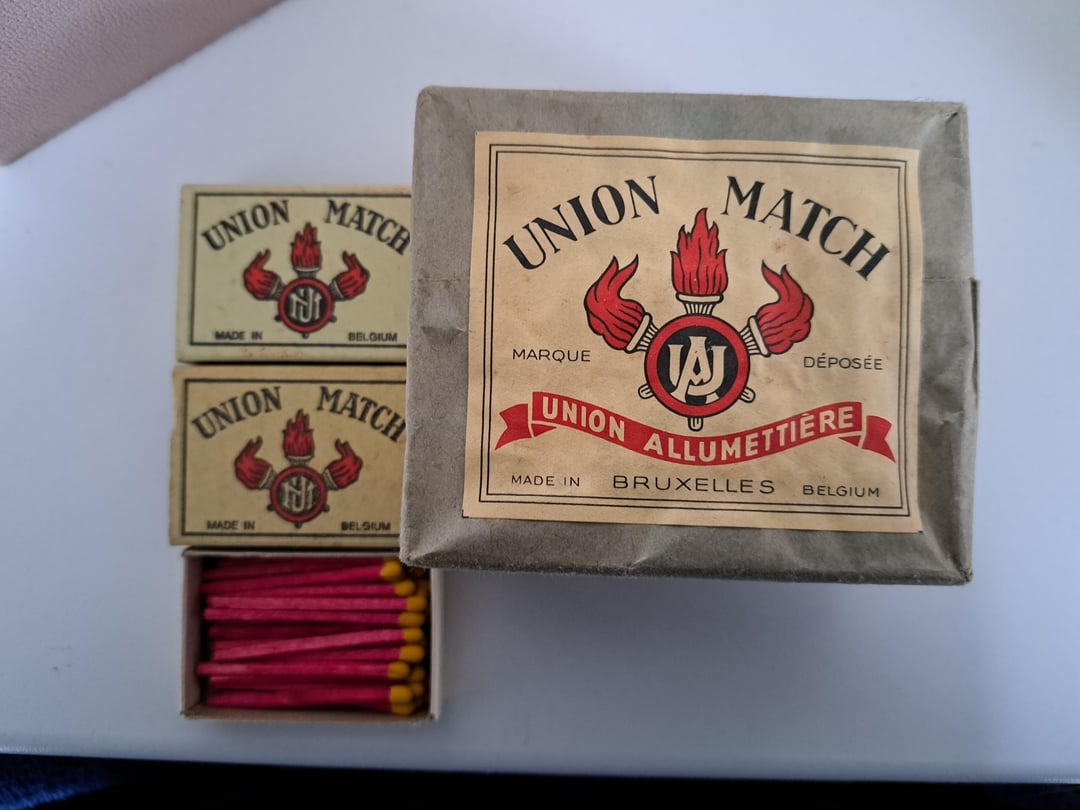 UNION MATCH
MADE IN BELGIUM
UNION MATCH
MADE IN BELGIUM
UNION MATCH
UA
MARQUE DÉPOSÉE
UNION ALLUMETTIÈRE
MADE IN BRUXELLES BELGIUM